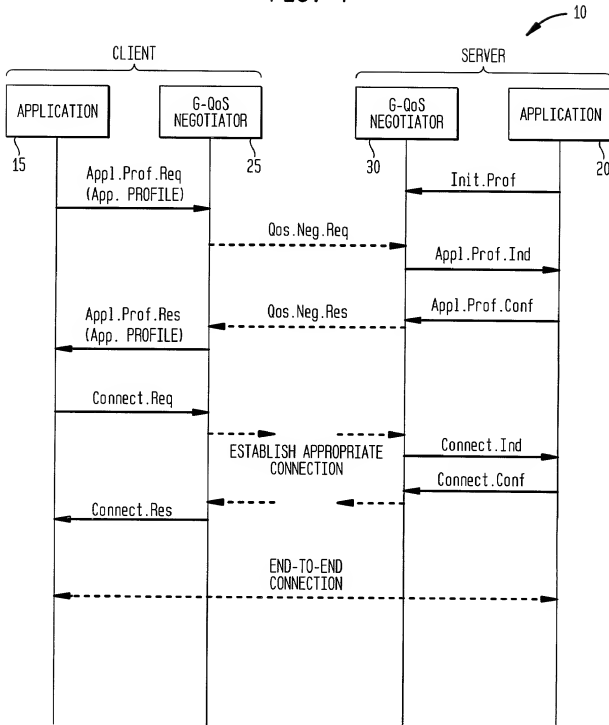 10
CLIENT
SERVER
APPLICATION
G-QoS
NEGOTIATOR
G-QoS
NEGOTIATOR
APPLICATION
15
25
30
20
Appl.Prof.Req
(App. PROFILE)
Init.Prof
Qos.Neg.Req
Appl.Prof.Ind
Appl.Prof.Res
(App. PROFILE)
Qos.Neg.Res
Appl.Prof.Conf
Connect.Req
ESTABLISH APPROPRIATE
CONNECTION
Connect.Ind
Connect.Conf
Connect.Res
END-TO-END
CONNECTION